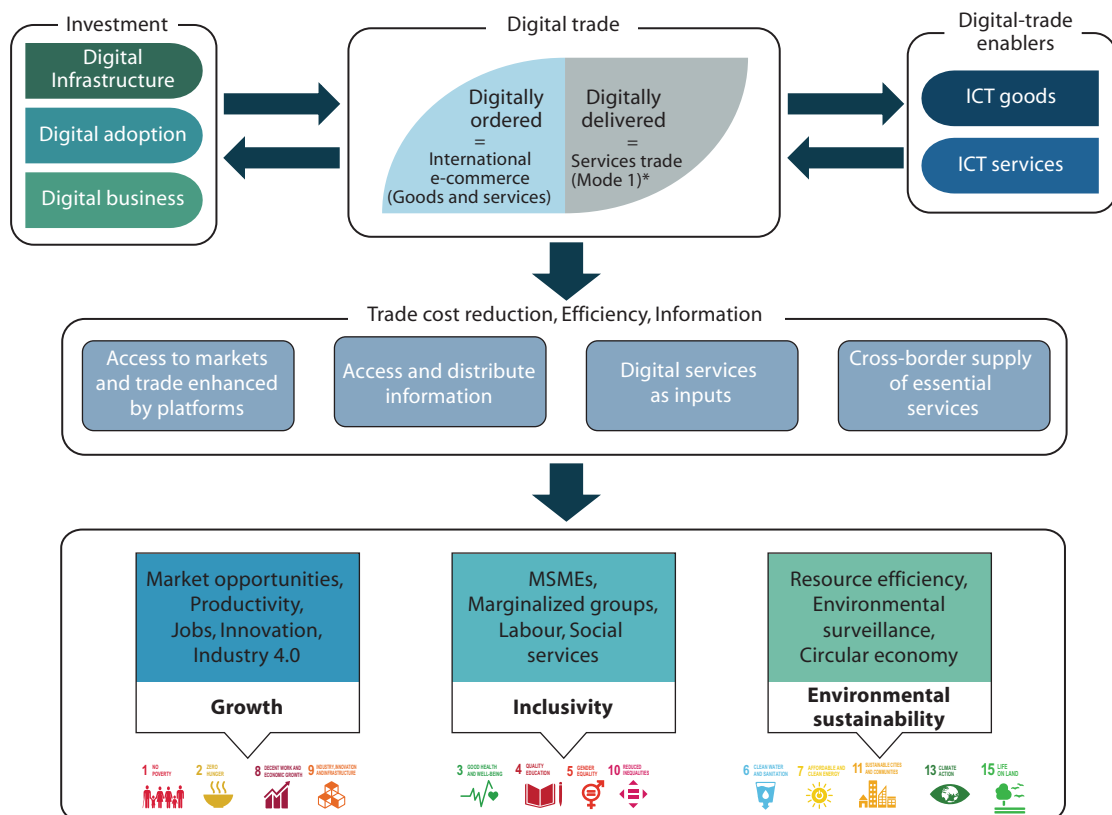 Investment
Digital
Infrastructure
Digital adoption
Digital business
Digital trade
Digitally
ordered
=
International
e-commerce
(Goods and services)
Digitally
delivered
=
Services trade
(Mode 1)*
Digital-trade
enablers
ICT goods
ICT services
Trade cost reduction, Efficiency, Information
Access to markets
and trade enhanced
by platforms
Access and distribute
information
Digital services
as inputs
Cross-border supply
of essential
services
Market opportunities,
Productivity,
Jobs, Innovation,
Industry 4.0
Growth
MSMEs,
Marginalized groups,
Labour, Social
services
Inclusivity
Resource efficiency,
Environmental
surveillance,
Circular economy
Environmental
sustainability
1 NO
POVERTY
2 ZERO
HUNGER
8 DECENT WORK AND
ECONOMIC GROWTH
9 INDUSTRY, INNOVATION
AND INFRASTRUCTURE
3 GOOD HEALTH
AND WELL-BEING
4 QUALITY
EDUCATION
5 GENDER
EQUALITY
10 REDUCED
INEQUALITIES
6 CLEAN WATER
AND SANITATION
7 AFFORDABLE AND
CLEAN ENERGY
11 SUSTAINABLE CITIES
AND COMMUNITIES
13 CLIMATE
ACTION
15 LIFE
ON LAND